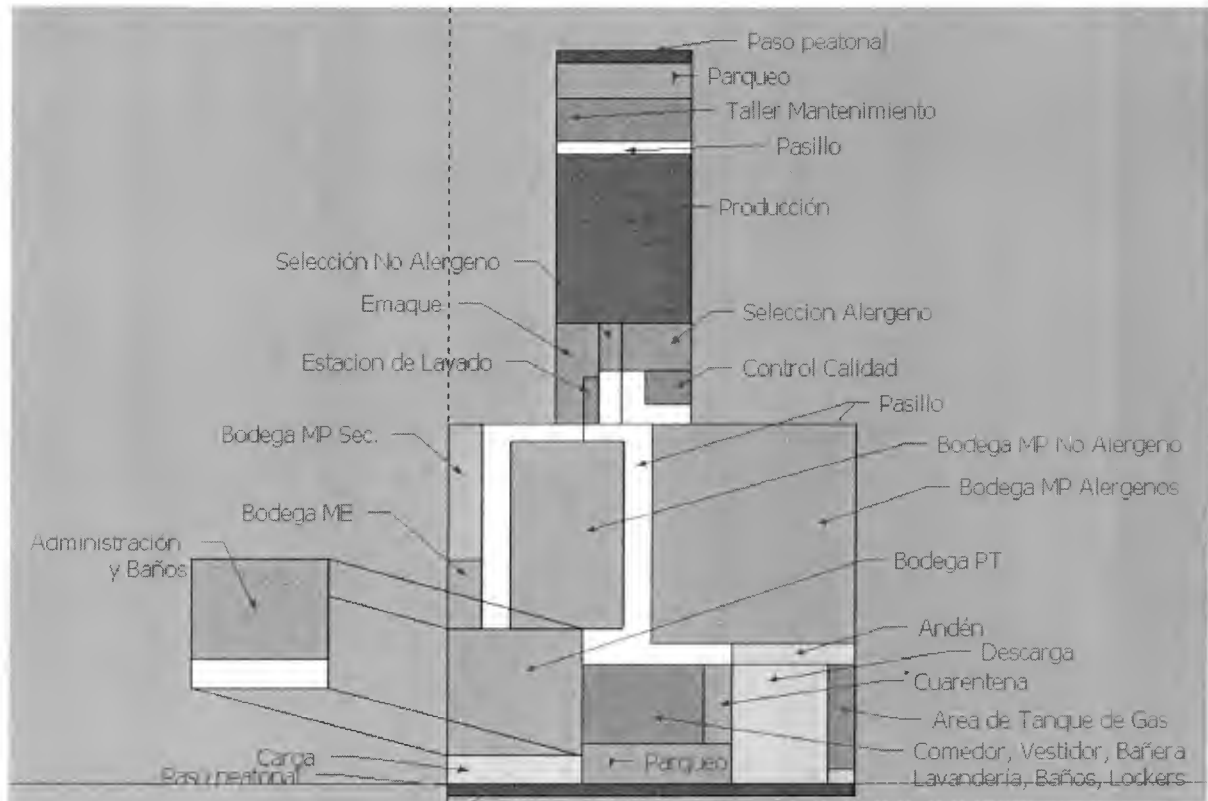 Paso peatonal
Parqueo
Taller Mantenimiento
Pasillo
Producción
Selección No Alergeno
Emaque
Seleccion Alergeno
Estacion de Lavado
Control Calidad
Pasillo
Bodega MP Sec.
Bodega MP No Alergeno
Bodega MP Alergenos
Bodega ME
Administración
y Baños
Bodega PT
Andén
Descarga
Cuarentena
Area de Tanque de Gas
Comedor, Vestidor, Bañera
Lavandería, Baños, Lockers
Carga
Parqueo
Paso peatonal